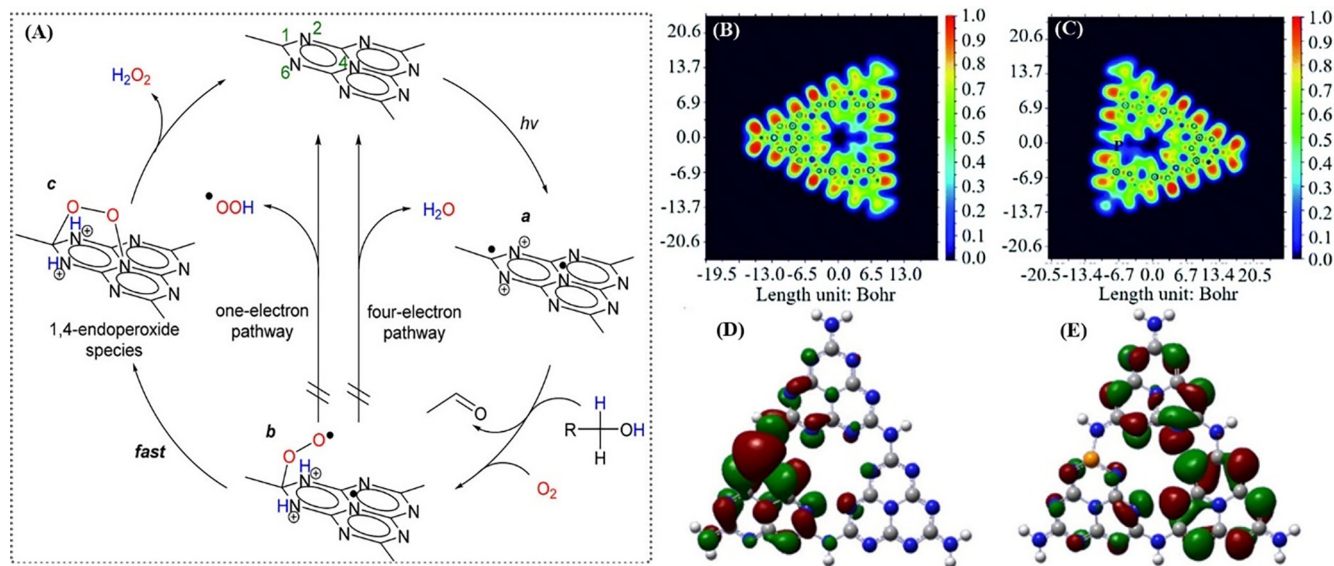 (A)
1
N
2
6
N
4
N
N
N
N
H₂O₂
hν
c
O
O
H
N
⊕
H
N
⊕
N
N
N
N
1,4-endoperoxide
species
•OOH
H₂O
one-electron
pathway
four-electron
pathway
a
N
⊕
N
⊕
N
N
N
N
fast
b
O
O•
H
N
⊕
H
N
⊕
N
N
N
N
O
H
R
OH
H
O₂
(B)
20.6
13.7
6.9
0.0
-6.9
-13.7
-20.6
-19.5 -13.0 -6.5 0.0 6.5 13.0
Length unit: Bohr
1.0
0.9
0.8
0.7
0.6
0.5
0.4
0.3
0.2
0.1
0.0
(C)
20.6
13.7
6.9
0.0
-6.9
-13.7
-20.6
-20.5 -13.4 -6.7 0.0 6.7 13.4 20.5
Length unit: Bohr
1.0
0.9
0.8
0.7
0.6
0.5
0.4
0.3
0.2
0.1
0.0
(D)
(E)